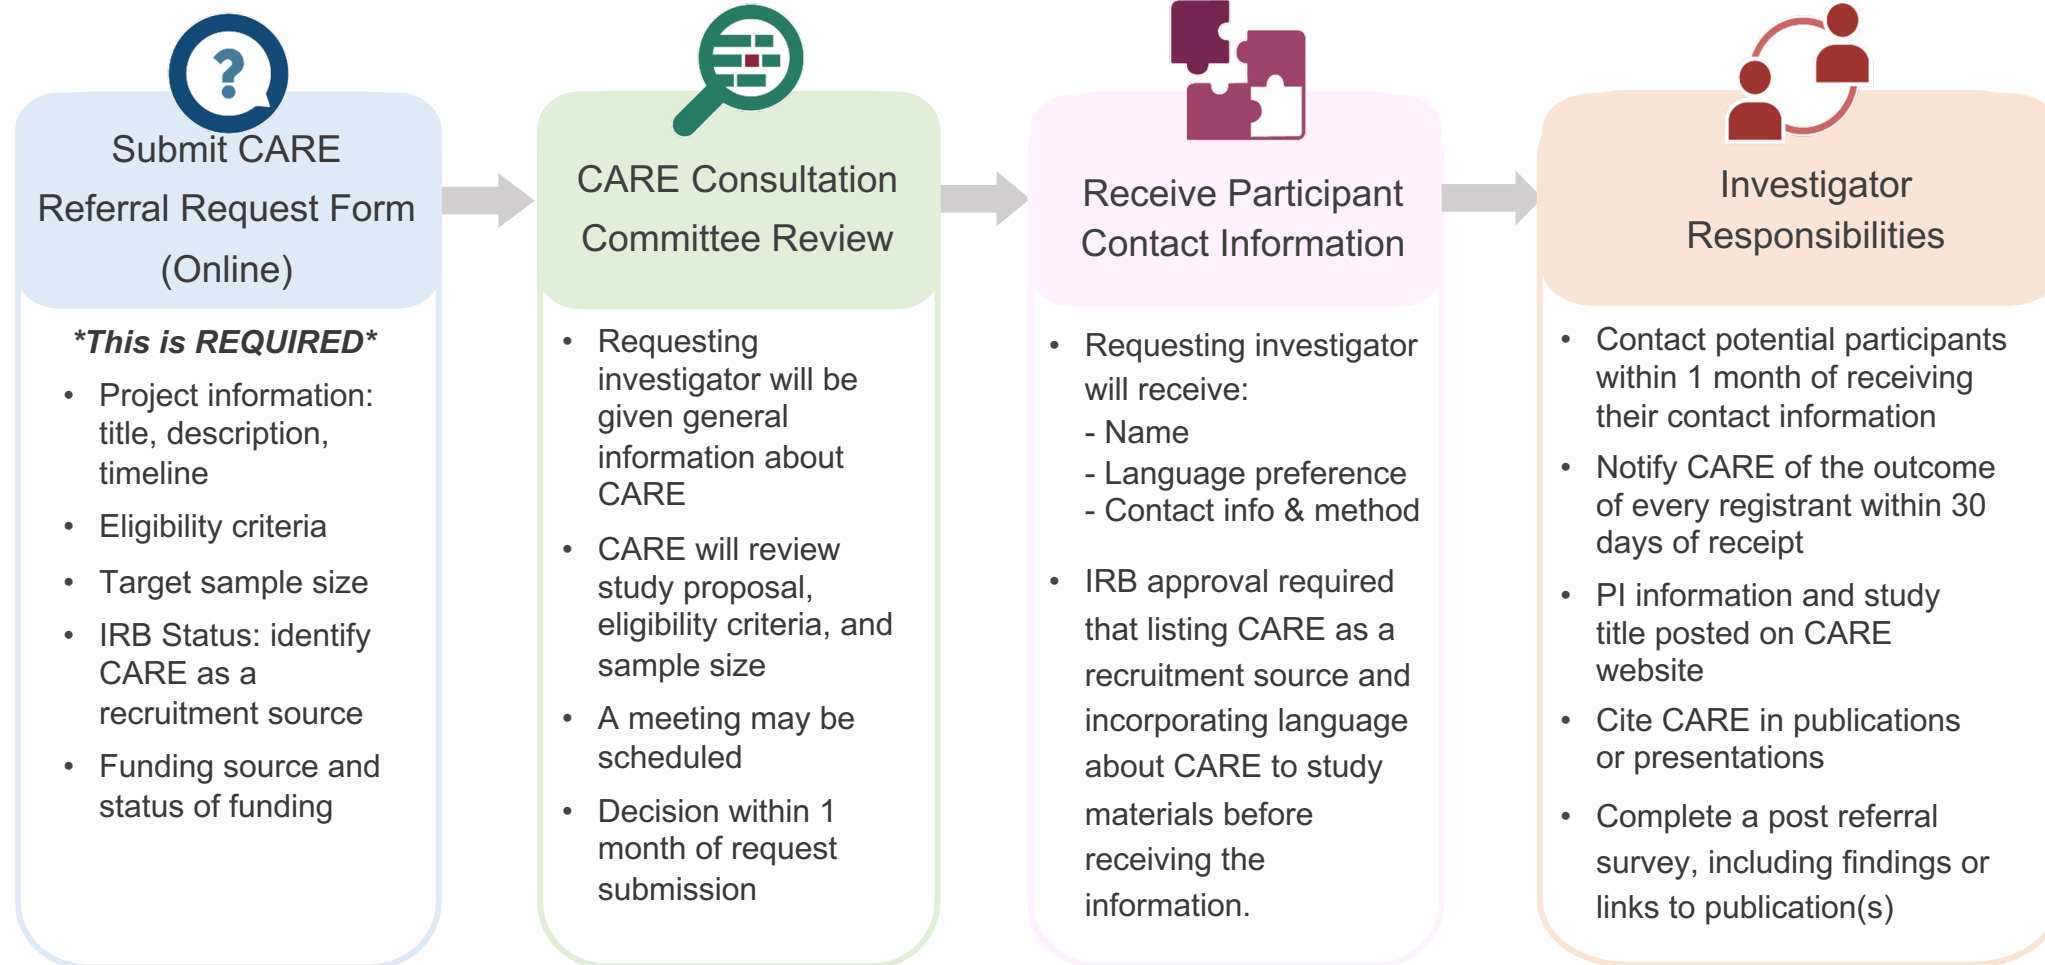 ?
Submit CARE
Referral Request Form
(Online)
*This is REQUIRED*
• Project information:
title, description,
timeline
• Eligibility criteria
• Target sample size
• IRB Status: identify
CARE as a
recruitment source
• Funding source and
status of funding
CARE Consultation
Committee Review
• Requesting
investigator will be
given general
information about
CARE
• CARE will review
study proposal,
eligibility criteria, and
sample size
• A meeting may be
scheduled
• Decision within 1
month of request
submission
Receive Participant
Contact Information
• Requesting investigator
will receive:
- Name
- Language preference
- Contact info & method
• IRB approval required
that listing CARE as a
recruitment source and
incorporating language
about CARE to study
materials before
receiving the
information.
Investigator
Responsibilities
• Contact potential participants
within 1 month of receiving
their contact information
• Notify CARE of the outcome
of every registrant within 30
days of receipt
• PI information and study
title posted on CARE
website
• Cite CARE in publications
or presentations
• Complete a post referral
survey, including findings or
links to publication(s)